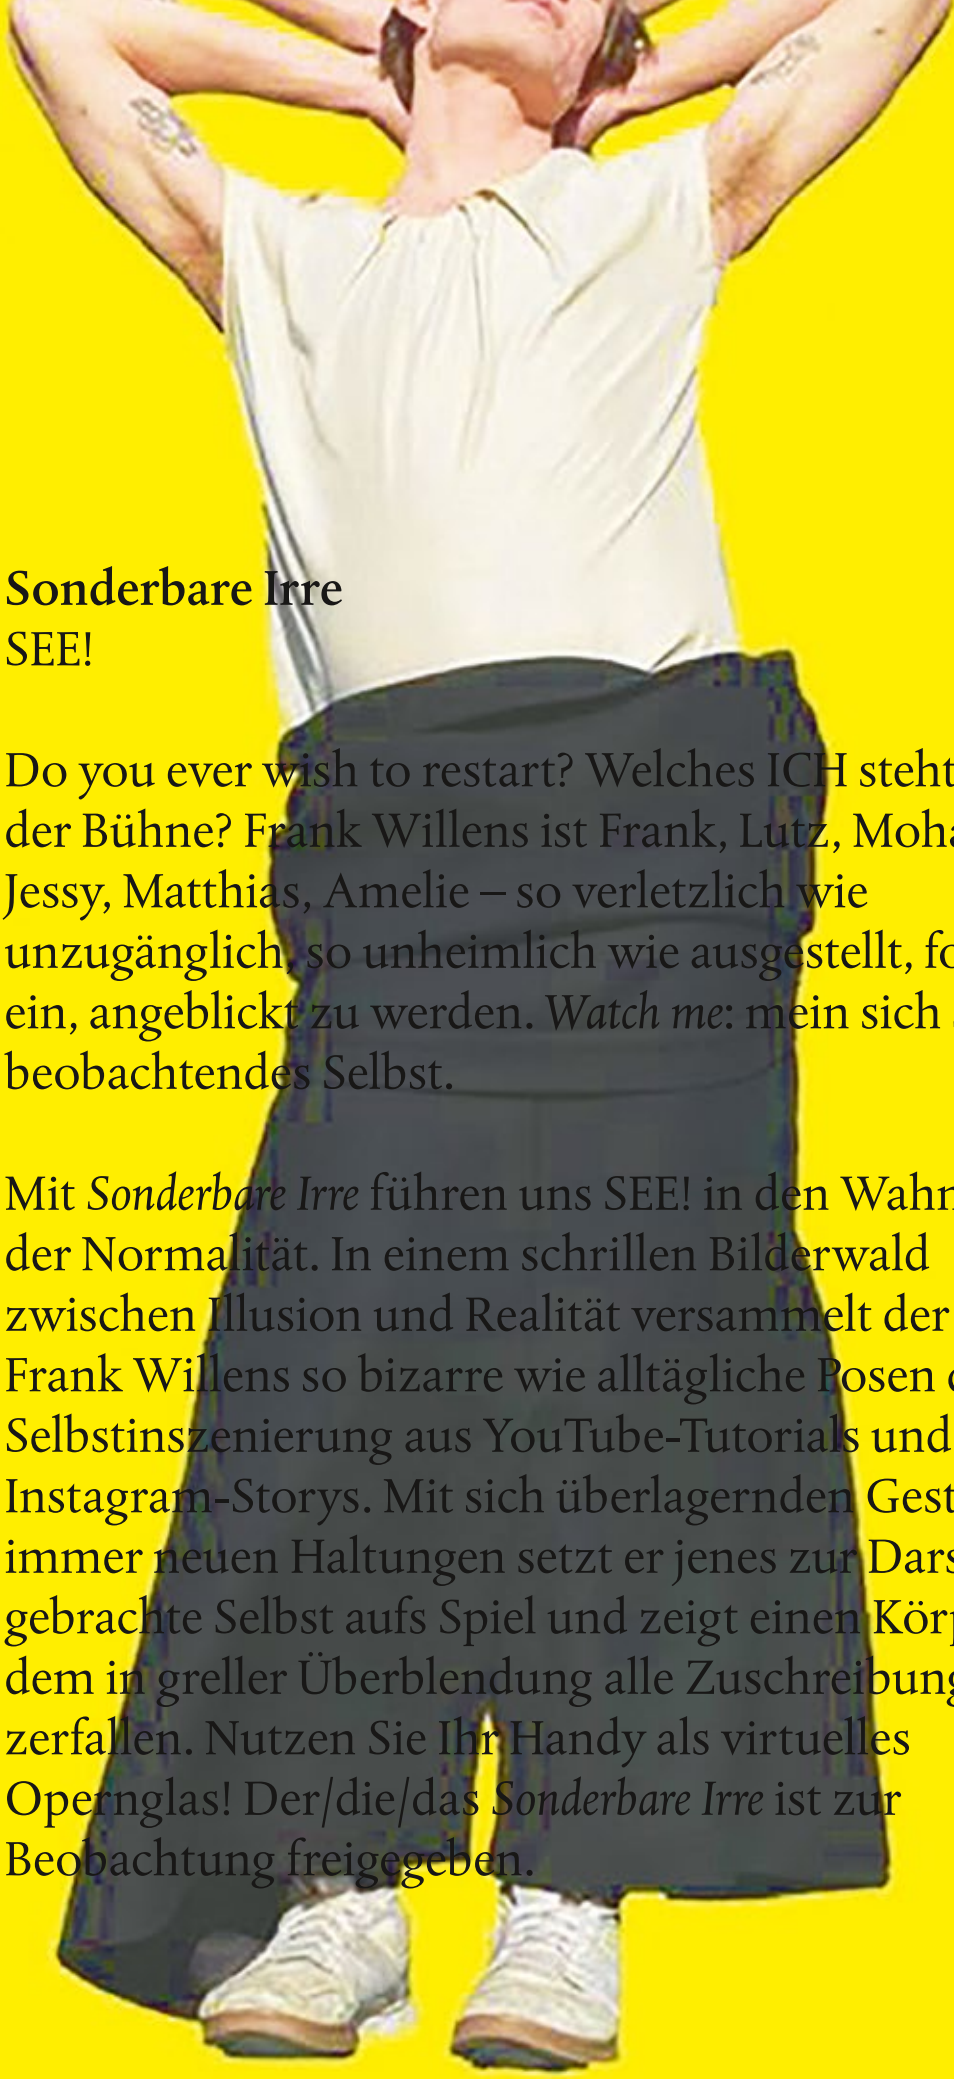 Sonderbare Irre
SEE!
Do you ever wish to restart? Welches ICH steht
der Bühne? Frank Willens ist Frank, Lutz,
Jessy, Matthias, Amelie – so verletzlich wie
unzugänglich, so unheimlich wie ausgestellt,
ein, angeblickt zu werden. Watch me: mein sich
beobachtendes Selbst.
Mit Sonderbare Irre führen uns SEE! in den
der Normalität. In einem schrillen Bilderwald
zwischen Illusion und Realität versammelt der
Frank Willens so bizarre wie alltägliche Posen
Selbstinszenierung aus YouTube-Tutorials und
Instagram-Storys. Mit sich überlagernden
immer neuen Haltungen setzt er jenes zur
gebrachte Selbst aufs Spiel und zeigt einen
dem in greller Überblendung alle
zerfallen. Nutzen Sie Ihr Handy als virtuelles
Opernglas! Der/die/das Sonderbare Irre ist zur
Beobachtung freigegeben.